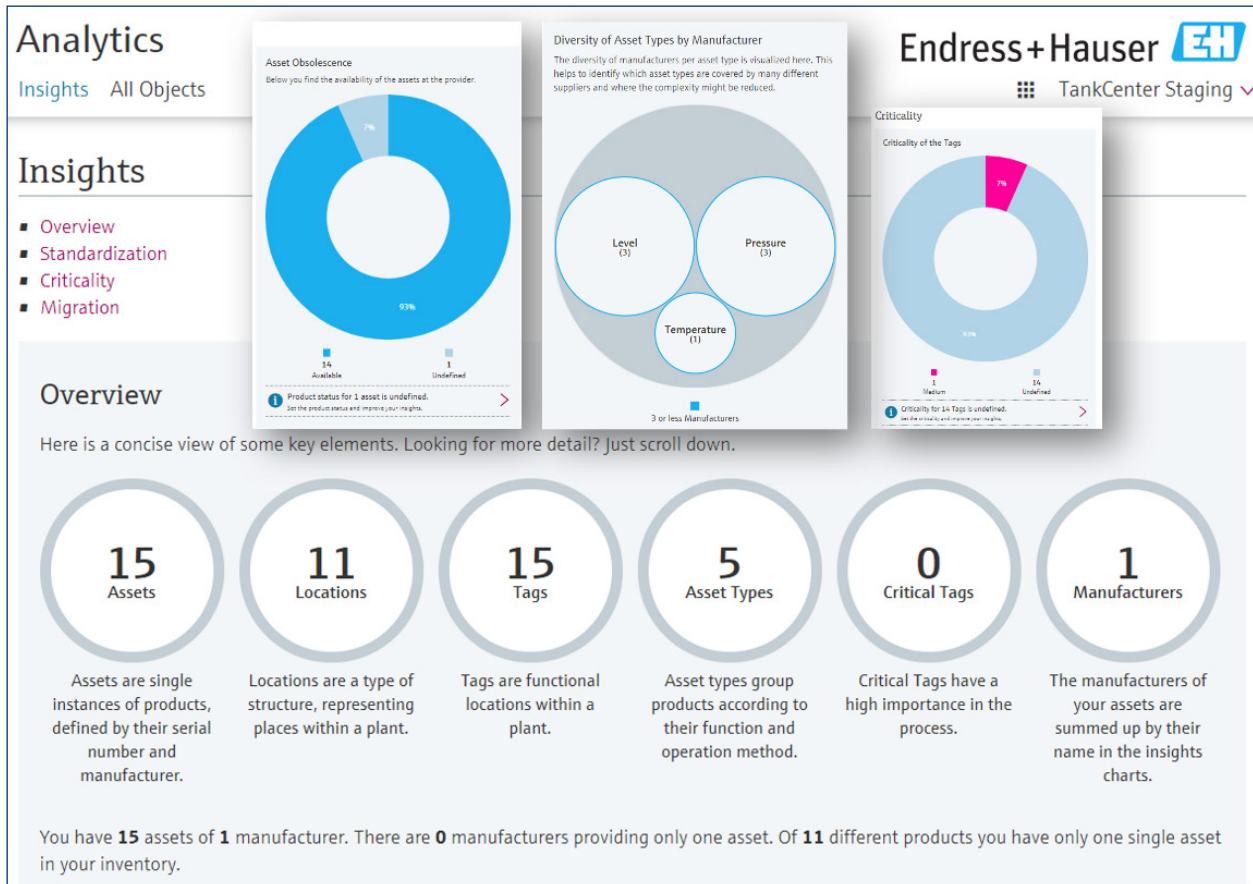 Analytics
Insights All Objects
Endress+Hauser EH
TankCenter Staging
Insights
Overview
Standardization
Criticality
Migration
Asset Obsolescence
Below you find the availability of the assets at the provider.
7%
93%
14
Available
1
Undefined
Product status for 1 asset is undefined.
Set the product status and improve your insights.
Diversity of Asset Types by Manufacturer
The diversity of manufacturers per asset type is visualized here. This
helps to identify which asset types are covered by many different
suppliers and where the complexity might be reduced.
Level
(3)
Pressure
(3)
Temperature
(1)
3 or less Manufacturers
Criticality
Criticality of the Tags
7%
93%
1
Medium
14
Undefined
Criticality for 14 Tags is undefined.
Set the criticality and improve your insights.
Overview
Here is a concise view of some key elements. Looking for more detail? Just scroll down.
15
Assets
Assets are single
instances of products,
defined by their serial
number and
manufacturer.
11
Locations
Locations are a type of
structure, representing
places within a plant.
15
Tags
Tags are functional
locations within a
plant.
5
Asset Types
Asset types group
products according to
their function and
operation method.
0
Critical Tags
Critical Tags have a
high importance in the
process.
1
Manufacturers
The manufacturers of
your assets are
summed up by their
name in the insights
charts.
You have 15 assets of 1 manufacturer. There are 0 manufacturers providing only one asset. Of 11 different products you have only one single asset
in your inventory.